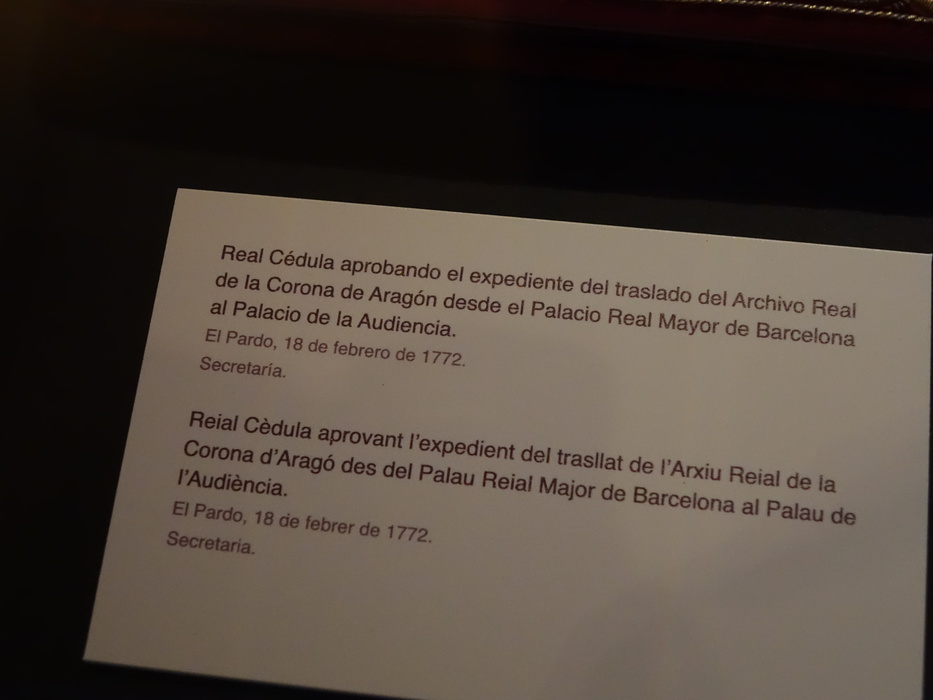 Real Cédula aprobando el expediente del traslado del Archivo Real
de la Corona de Aragón desde el Palacio Real Mayor de Barcelona
al Palacio de la Audiencia.
El Pardo, 18 de febrero de 1772.
Secretaría.
Reial Cèdula aprovant l'expedient del trasllat de l'Arxiu Reial de la
Corona d'Aragó des del Palau Reial Major de Barcelona al Palau de
l'Audiència.
El Pardo, 18 de febrer de 1772.
Secretaria.